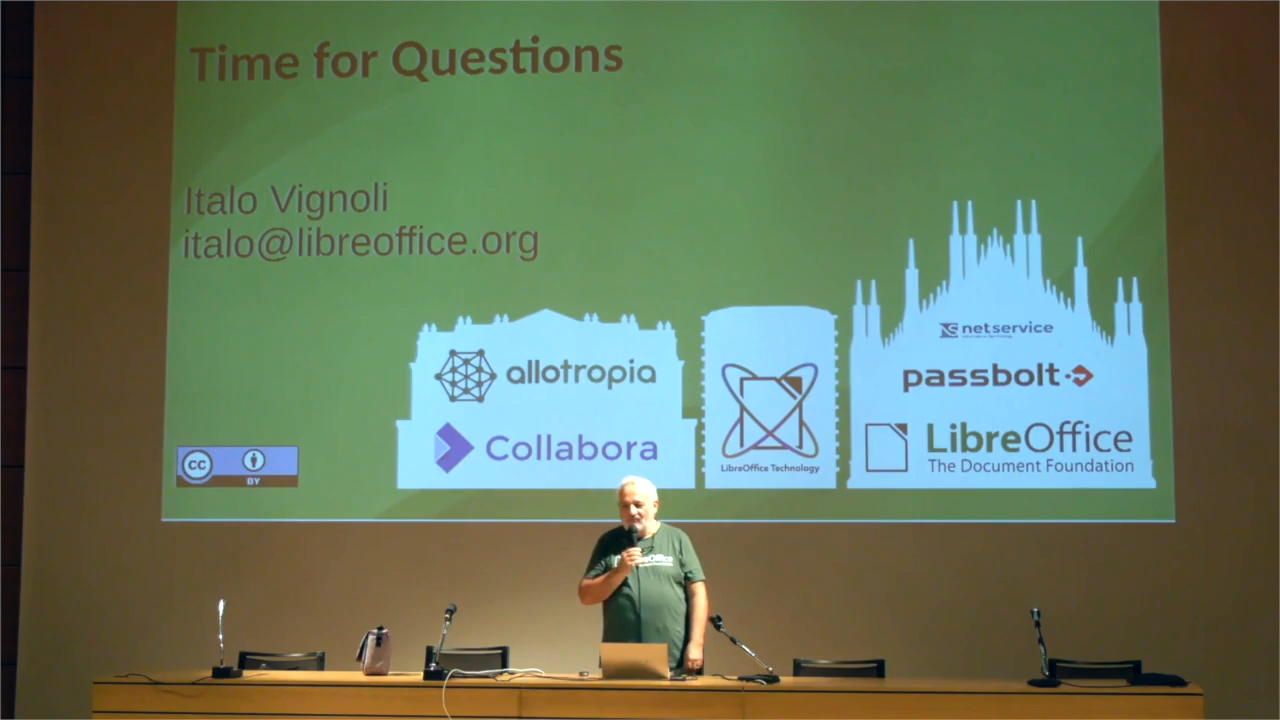 Time for Questions
Italo Vignoli
italo@libreoffice.org
netservice
allotropia
passbolt
Collabora
LibreOffice Technology
LibreOffice
The Document Foundation
cc
BY